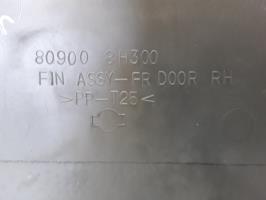 80900 8H300
FIN ASSY-FR DOOR RH
>PP-T25<